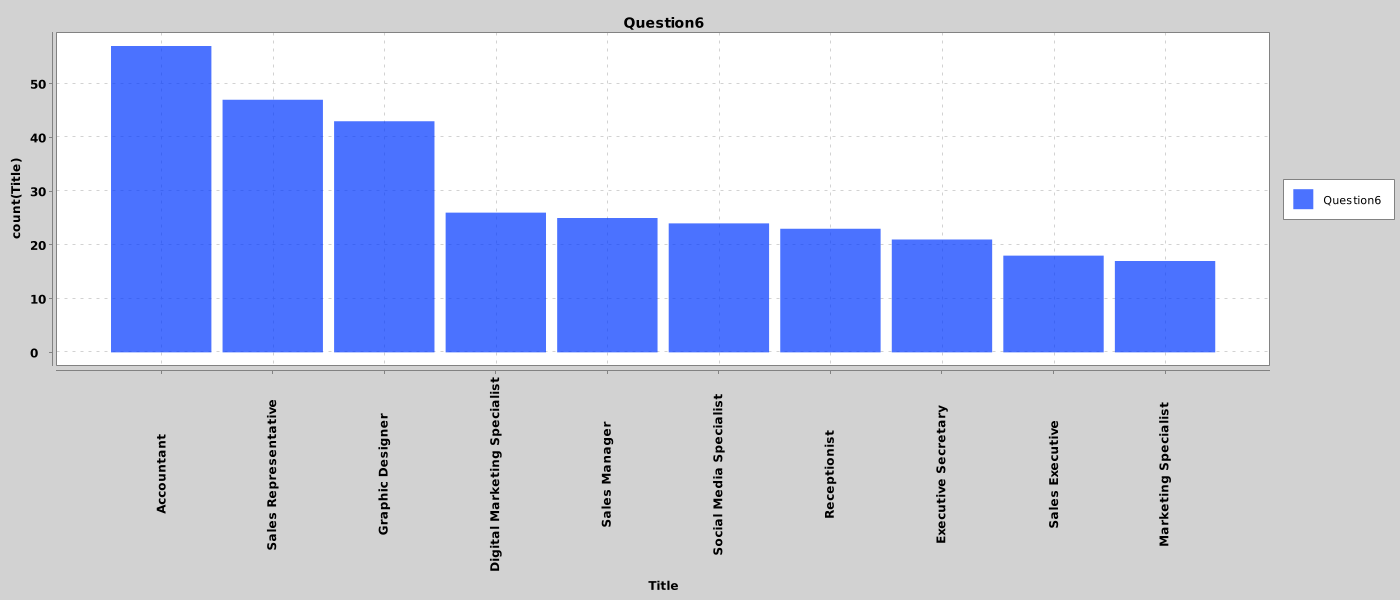 Question6
count(Title)
50
40
30
20
10
0
Question6
Accountant
Sales Representative
Graphic Designer
Digital Marketing Specialist
Sales Manager
Social Media Specialist
Receptionist
Executive Secretary
Sales Executive
Marketing Specialist
Title